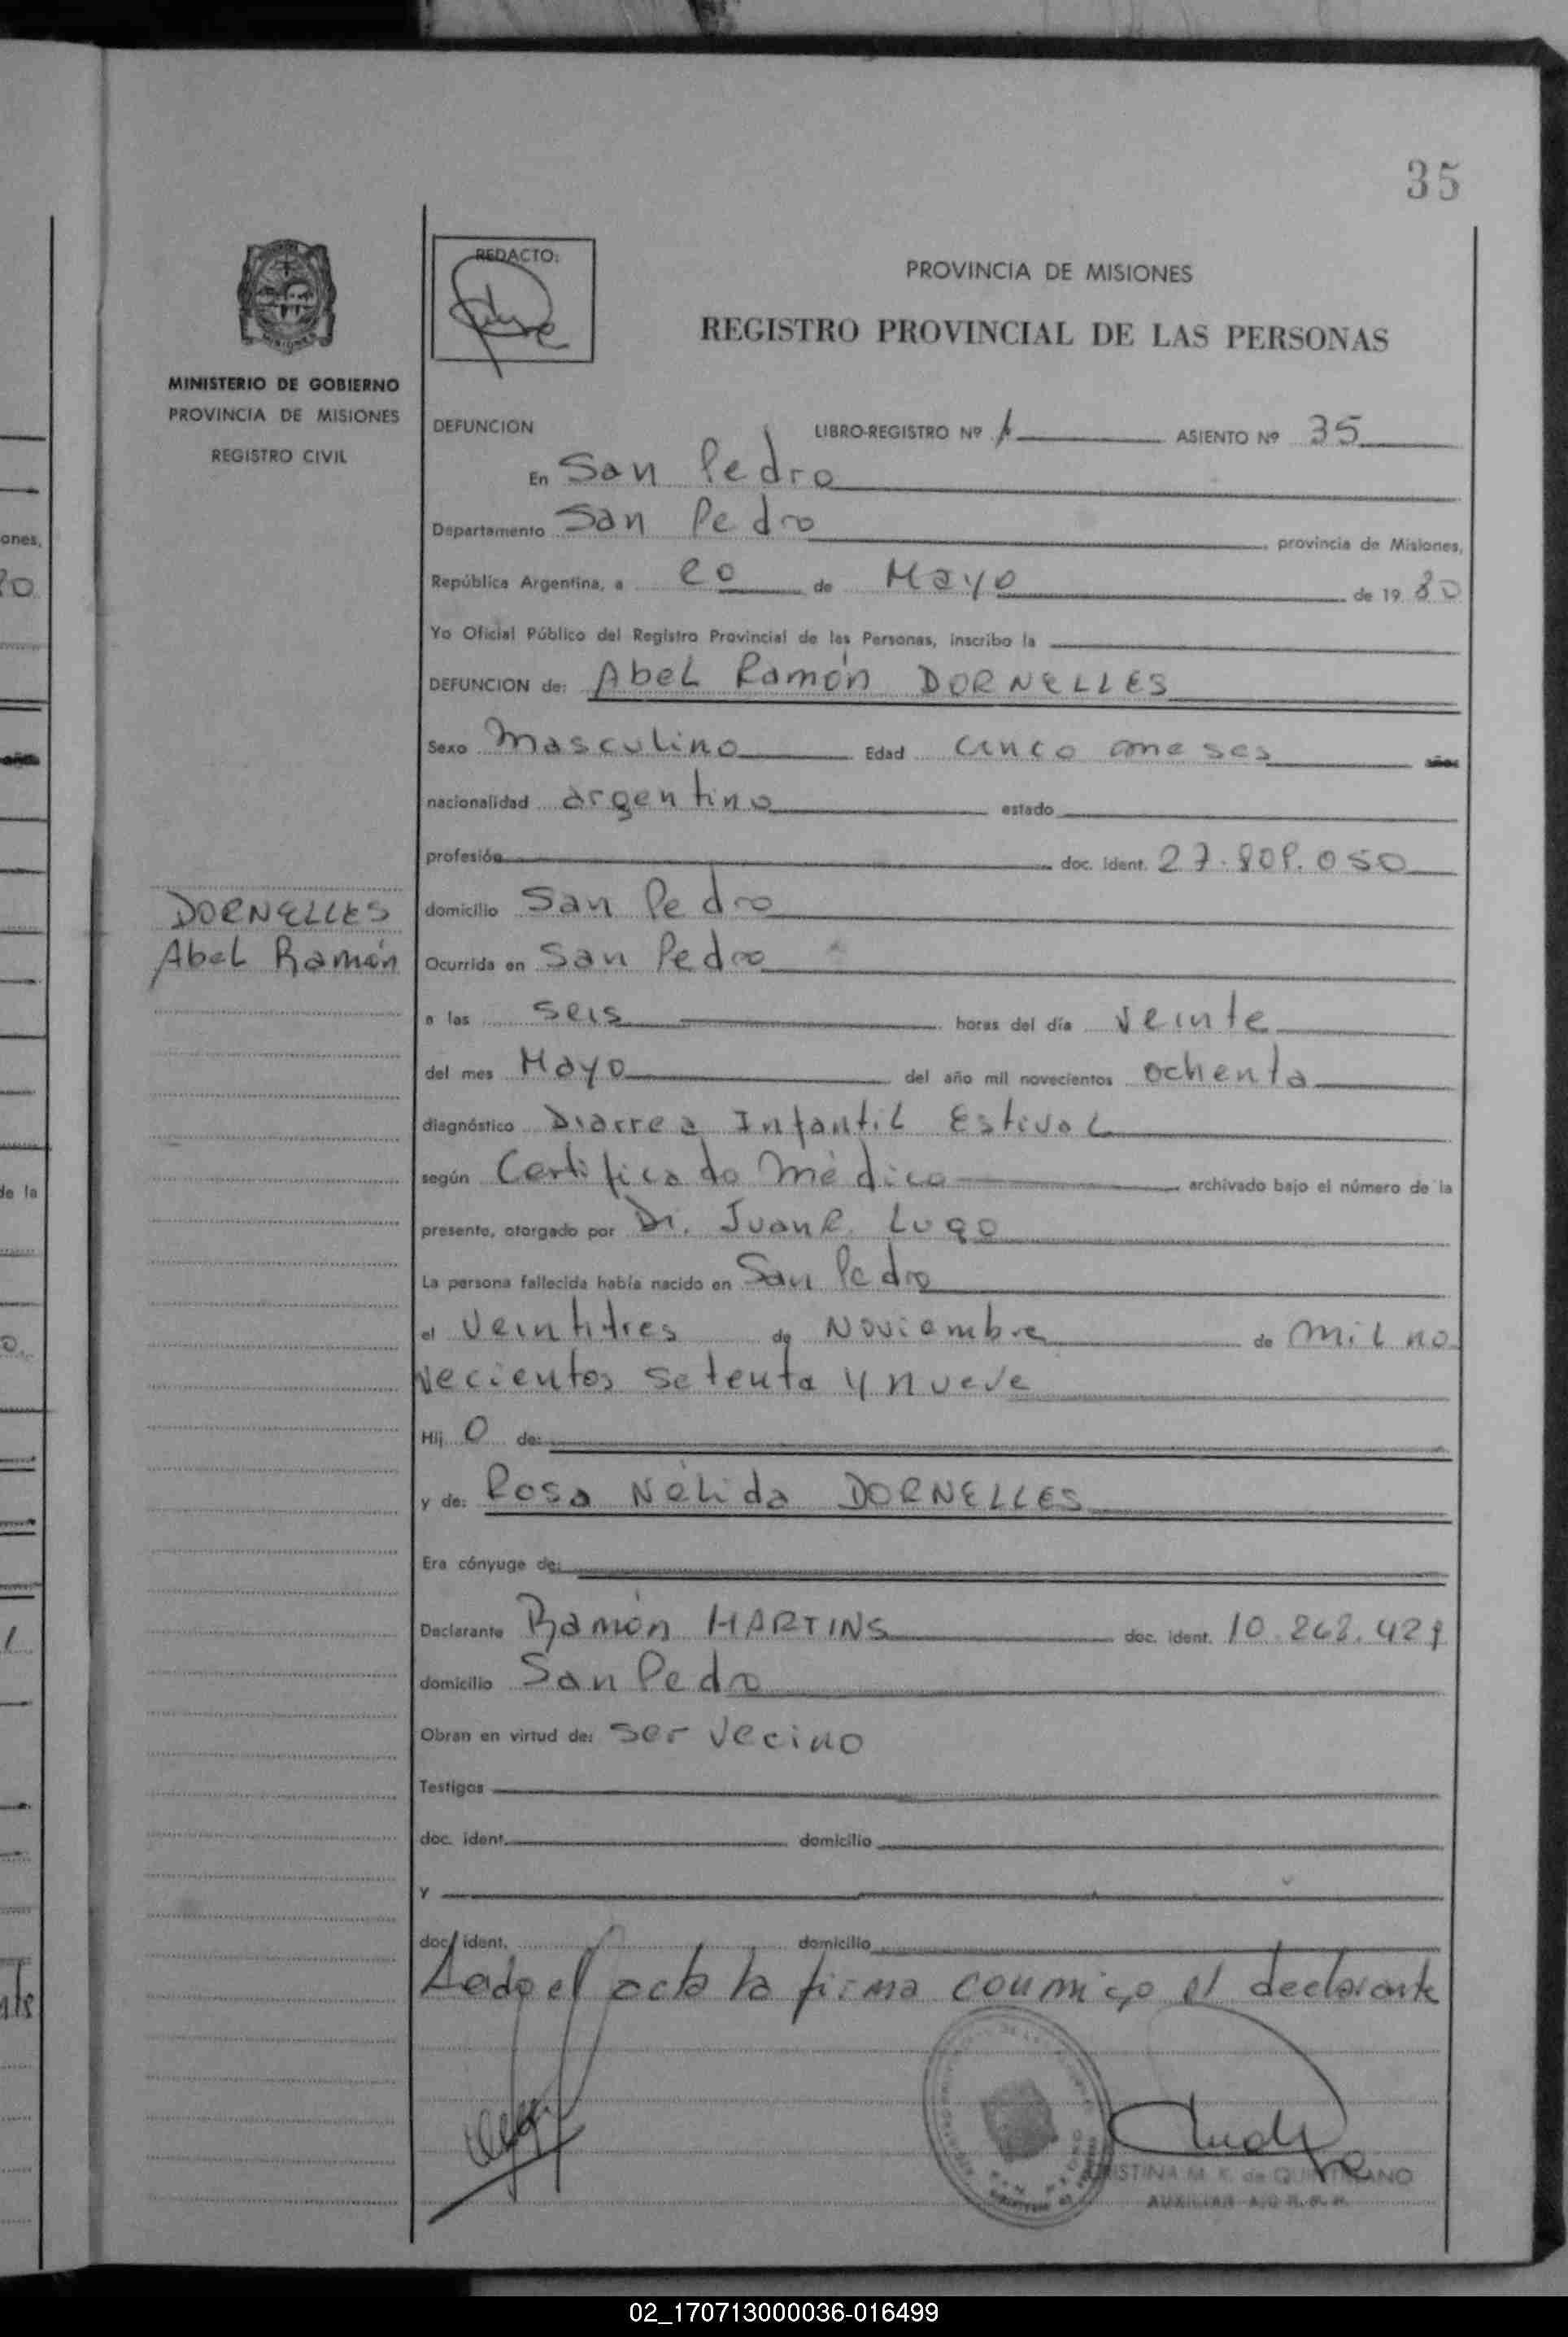 35
REDACTO:
PROVINCIA DE MISIONES
REGISTRO PROVINCIAL DE LAS PERSONAS
MINISTERIO DE GOBIERNO
PROVINCIA DE MISIONES
REGISTRO CIVIL
DEFUNCION LIBRO-REGISTRO Nº 1 ASIENTO Nº 35
En San Pedro
Departamento San Pedro provincia de Misiones,
República Argentina, a 20 de Mayo de 19 80
Yo Oficial Público del Registro Provincial de las Personas, inscribo la
DEFUNCION de: Abel Ramón DORNELLES
Sexo Masculino Edad cinco meses
nacionalidad argentino estado
profesión doc. ident. 27.808.050
DORNELLES
Abel Ramón
domicilio San Pedro
Ocurrida en San Pedro
a las seis horas del día veinte
del mes Mayo del año mil novecientos ochenta
diagnóstico Diarrea Infantil Estival
según Certificado Médico archivado bajo el número de la
presente, otorgado por Dr. Juan R. Lugo
La persona fallecida había nacido en San Pedro
el veintitres de Noviembre de mil no
vecientos setenta y nueve
Hij o de:
y de: Rosa Nélida DORNELLES
Era cónyuge de:
Declarante Ramón MARTINS doc. ident. 10.262.421
domicilio San Pedro
Obran en virtud de: ser vecino
Testigos
doc. ident. domicilio
y
doc. ident. domicilio
Leda el acta la firma conmigo el declarante
CRISTINA M. K. de QUINTANO
AUXILIAR A/C R. P. P.
02_170713000036-016499